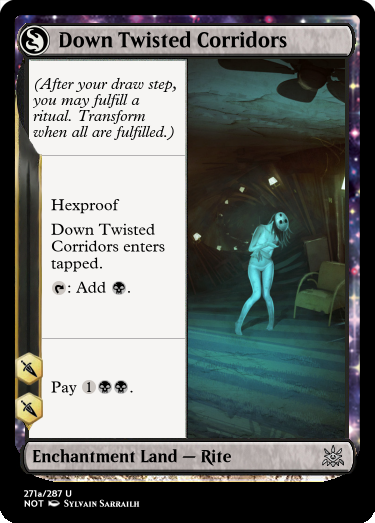 Down Twisted Corridors
(After your draw step,
you may fulfill a
ritual. Transform
when all are fulfilled.)
Hexproof
Down Twisted
Corridors enters
tapped.
: Add .
Pay 1.
Enchantment Land — Rite
271a/287 U
NOT Sylvain Sarrailh